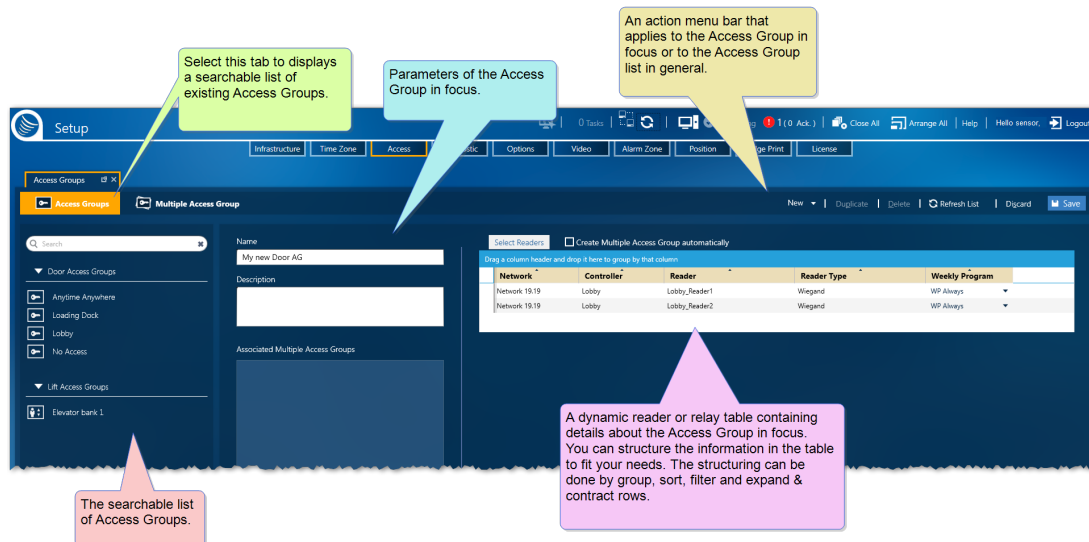 An action menu bar that
applies to the Access Group in
focus or to the Access Group
list in general.
Select this tab to displays
a searchable list of
existing Access Groups.
Parameters of the Access
Group in focus.
Setup
0 Tasks
1 ( 0 Ack. )
Close All
Arrange All
Help
Hello sensor,
Logout
Infrastructure
Time Zone
Access
Options
Video
Alarm Zone
Position
Print
License
Access Groups
Access Groups
Multiple Access Group
New
Duplicate
Delete
Refresh List
Discard
Save
Search
Door Access Groups
Anytime Anywhere
Loading Dock
Lobby
No Access
Lift Access Groups
Elevator bank 1
Name
My new Door AG
Description
Associated Multiple Access Groups
Select Readers
Create Multiple Access Group automatically
Drag a column header and drop it here to group by that column
Network Controller Reader Reader Type Weekly Program
Network 19.19 Lobby Lobby_Reader1 Wiegand WP Always
Network 19.19 Lobby Lobby_Reader2 Wiegand WP Always
A dynamic reader or relay table containing
details about the Access Group in focus.
You can structure the information in the table
to fit your needs. The structuring can be
done by group, sort, filter and expand &
contract rows.
The searchable list
of Access Groups.